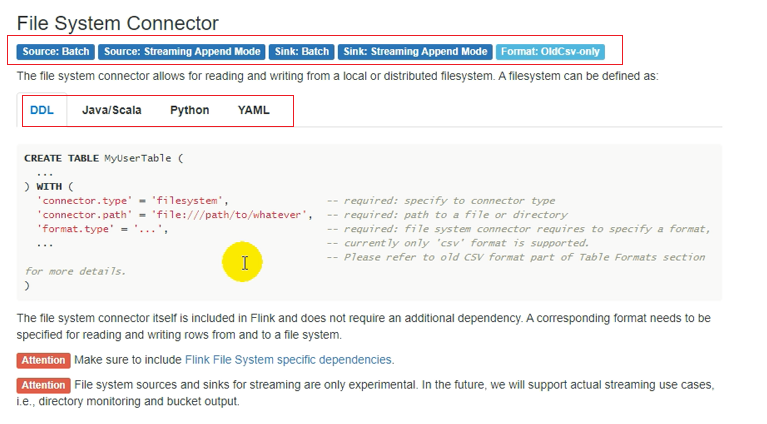 File System Connector
Source: Batch Source: Streaming Append Mode Sink: Batch Sink: Streaming Append Mode Format: OldCsv-only
The file system connector allows for reading and writing from a local or distributed filesystem. A filesystem can be defined as:
DDL Java/Scala Python YAML
CREATE TABLE MyUserTable (
...
) WITH (
'connector.type' = 'filesystem', -- required: specify to connector type
'connector.path' = 'file:///path/to/whatever', -- required: path to a file or directory
'format.type' = '...', -- required: file system connector requires to specify a format,
... -- currently only 'csv' format is supported.
-- Please refer to old CSV format part of Table Formats section
for more details.
)
The file system connector itself is included in Flink and does not require an additional dependency. A corresponding format needs to be
specified for reading and writing rows from and to a file system.
Attention Make sure to include Flink File System specific dependencies.
Attention File system sources and sinks for streaming are only experimental. In the future, we will support actual streaming use cases,
i.e., directory monitoring and bucket output.